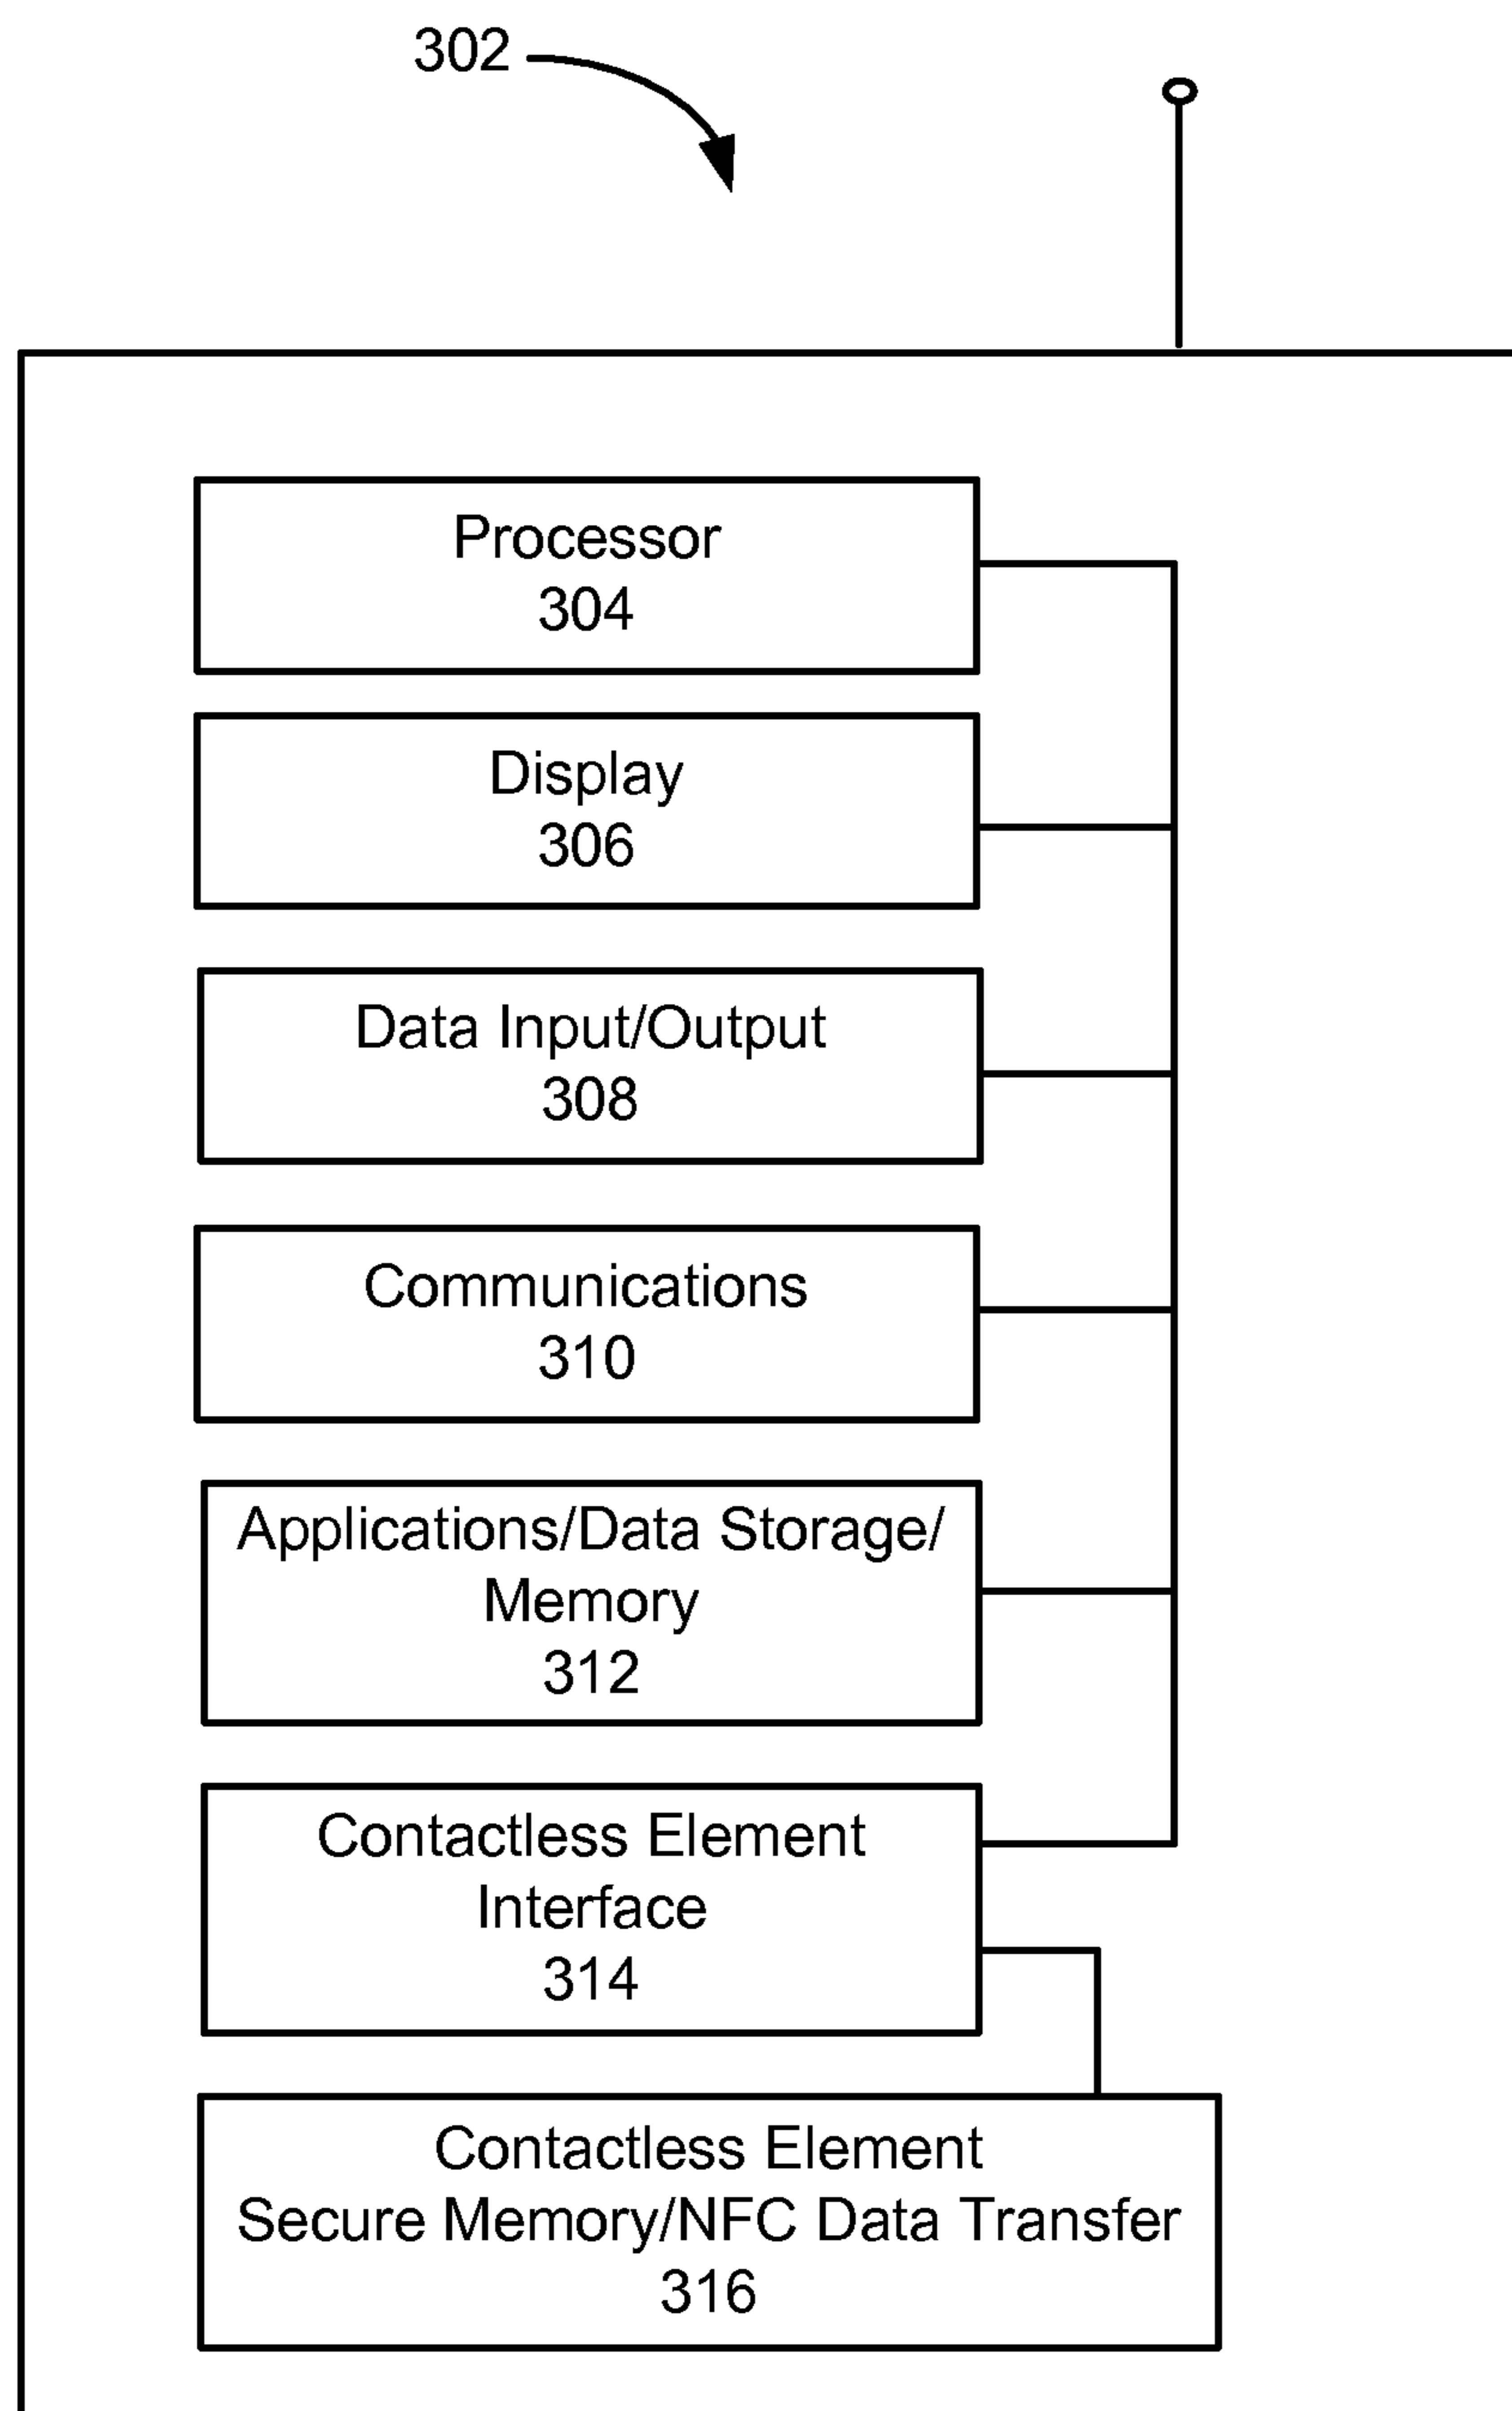 302
Processor
304
Display
306
Data Input/Output
308
Communications
310
Applications/Data Storage/
Memory
312
Contactless Element
Interface
314
Contactless Element
Secure Memory/NFC Data Transfer
316